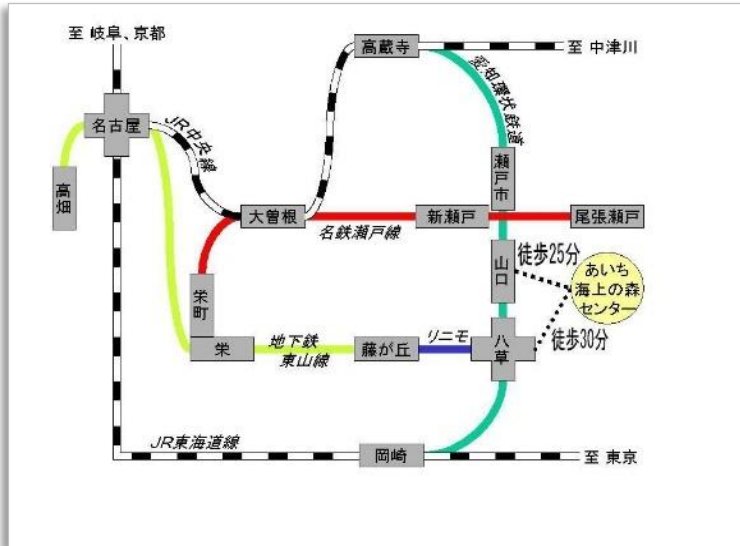 至 岐阜、京都
高蔵寺
至 中津川
愛知環状鉄道
名古屋
JR中央線
高畑
瀬戸市
大曽根
新瀬戸
尾張瀬戸
名鉄瀬戸線
山口
徒歩25分
あいち
海上の森
センター
栄町
栄
地下鉄
東山線
藤が丘
リニモ
八草
徒歩30分
JR東海道線
岡崎
至 東京